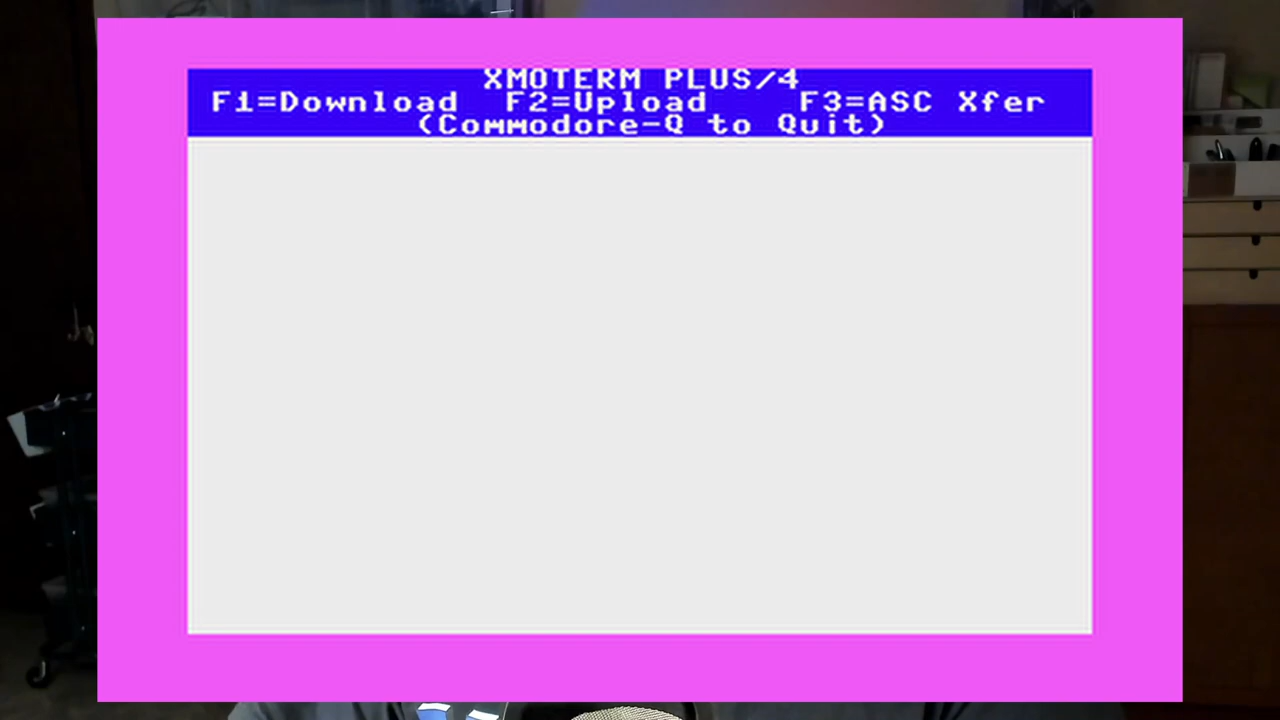 XMOTERM PLUS/4
F1=Download F2=Upload F3=ASC Xfer
(Commodore-Q to Quit)